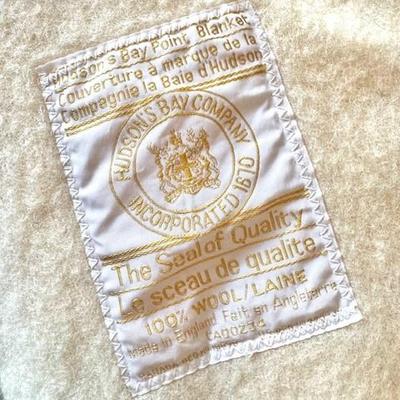 Hudson's Bay Point Blanket
Couverture à marque de la
Compagnie la Baie d'Hudson
HUDSON'S BAY COMPANY
INCORPORATED 1670
The Seal of Quality
Le sceau de qualite
100% WOOL/LAINE
Made in England Fait en Angleterre